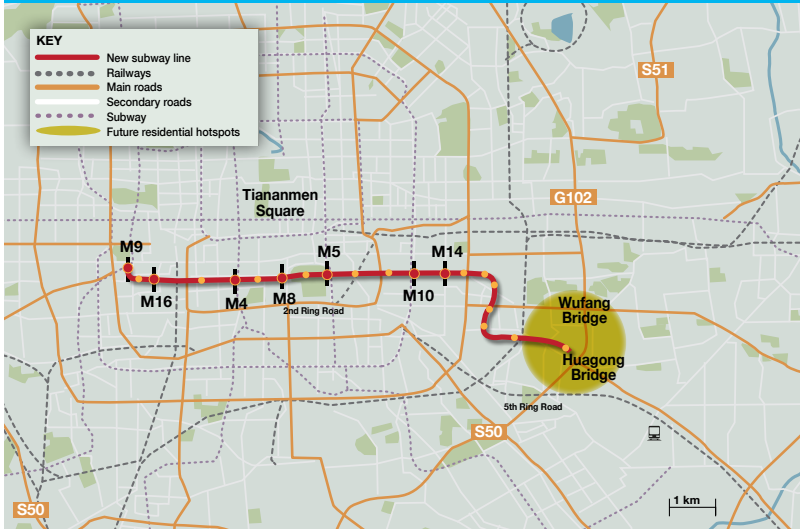 KEY
New subway line
Railways
Main roads
Secondary roads
Subway
Future residential hotspots
S51
Tiananmen
Square
G102
M9
M5
M14
M16
M4
M8
M10
2nd Ring Road
Wufang
Bridge
Huagong
Bridge
5th Ring Road
S50
S50
1 km